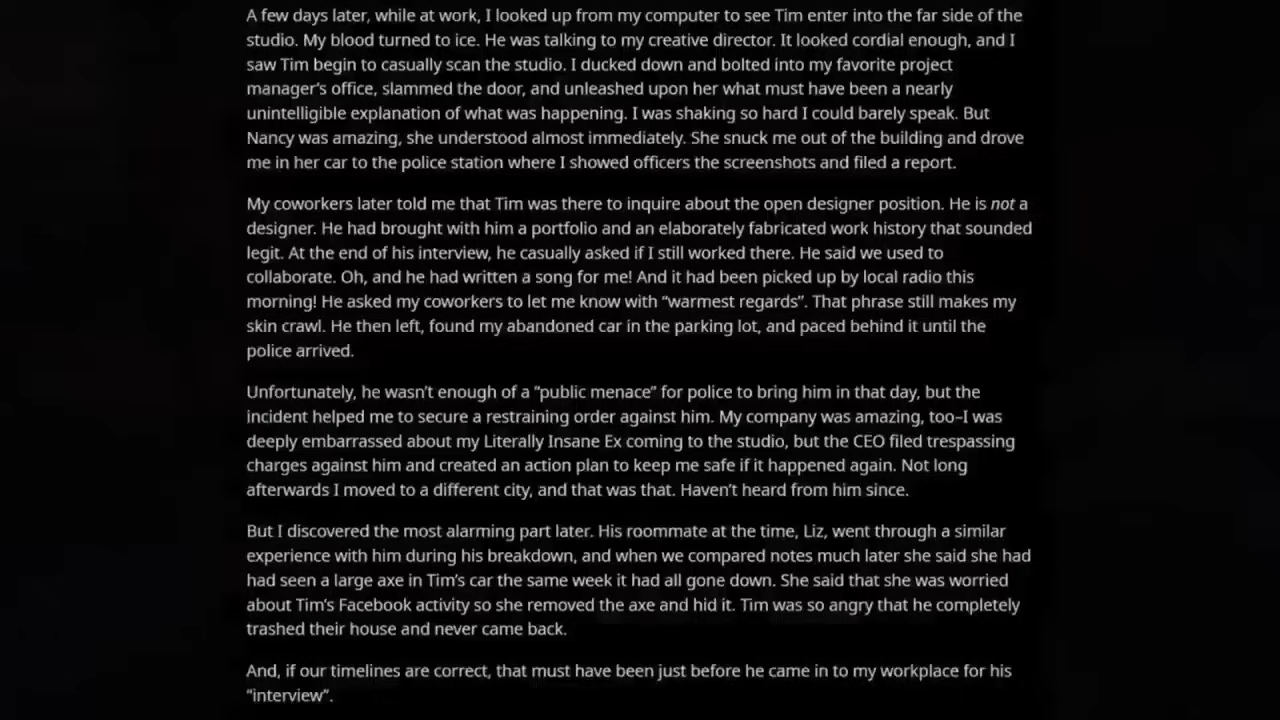 A few days later, while at work, I looked up from my computer to see Tim enter into the far side of the
studio. My blood turned to ice. He was talking to my creative director. It looked cordial enough, and I
saw Tim begin to casually scan the studio. I ducked down and bolted into my favorite project
manager's office, slammed the door, and unleashed upon her what must have been a nearly
unintelligible explanation of what was happening. I was shaking so hard I could barely speak. But
Nancy was amazing, she understood almost immediately. She snuck me out of the building and drove
me in her car to the police station where I showed officers the screenshots and filed a report.
My coworkers later told me that Tim was there to inquire about the open designer position. He is not a
designer. He had brought with him a portfolio and an elaborately fabricated work history that sounded
legit. At the end of his interview, he casually asked if I still worked there. He said we used to
collaborate. Oh, and he had written a song for me! And it had been picked up by local radio this
morning! He asked my coworkers to let me know with “warmest regards”. That phrase still makes my
skin crawl. He then left, found my abandoned car in the parking lot, and paced behind it until the
police arrived.
Unfortunately, he wasn't enough of a “public menace” for police to bring him in that day, but the
incident helped me to secure a restraining order against him. My company was amazing, too–I was
deeply embarrassed about my Literally Insane Ex coming to the studio, but the CEO filed trespassing
charges against him and created an action plan to keep me safe if it happened again. Not long
afterwards I moved to a different city, and that was that. Haven't heard from him since.
But I discovered the most alarming part later. His roommate at the time, Liz, went through a similar
experience with him during his breakdown, and when we compared notes much later she said she had
had seen a large axe in Tim's car the same week it had all gone down. She said that she was worried
about Tim's Facebook activity so she removed the axe and hid it. Tim was so angry that he completely
trashed their house and never came back.
And, if our timelines are correct, that must have been just before he came in to my workplace for his
“interview”.